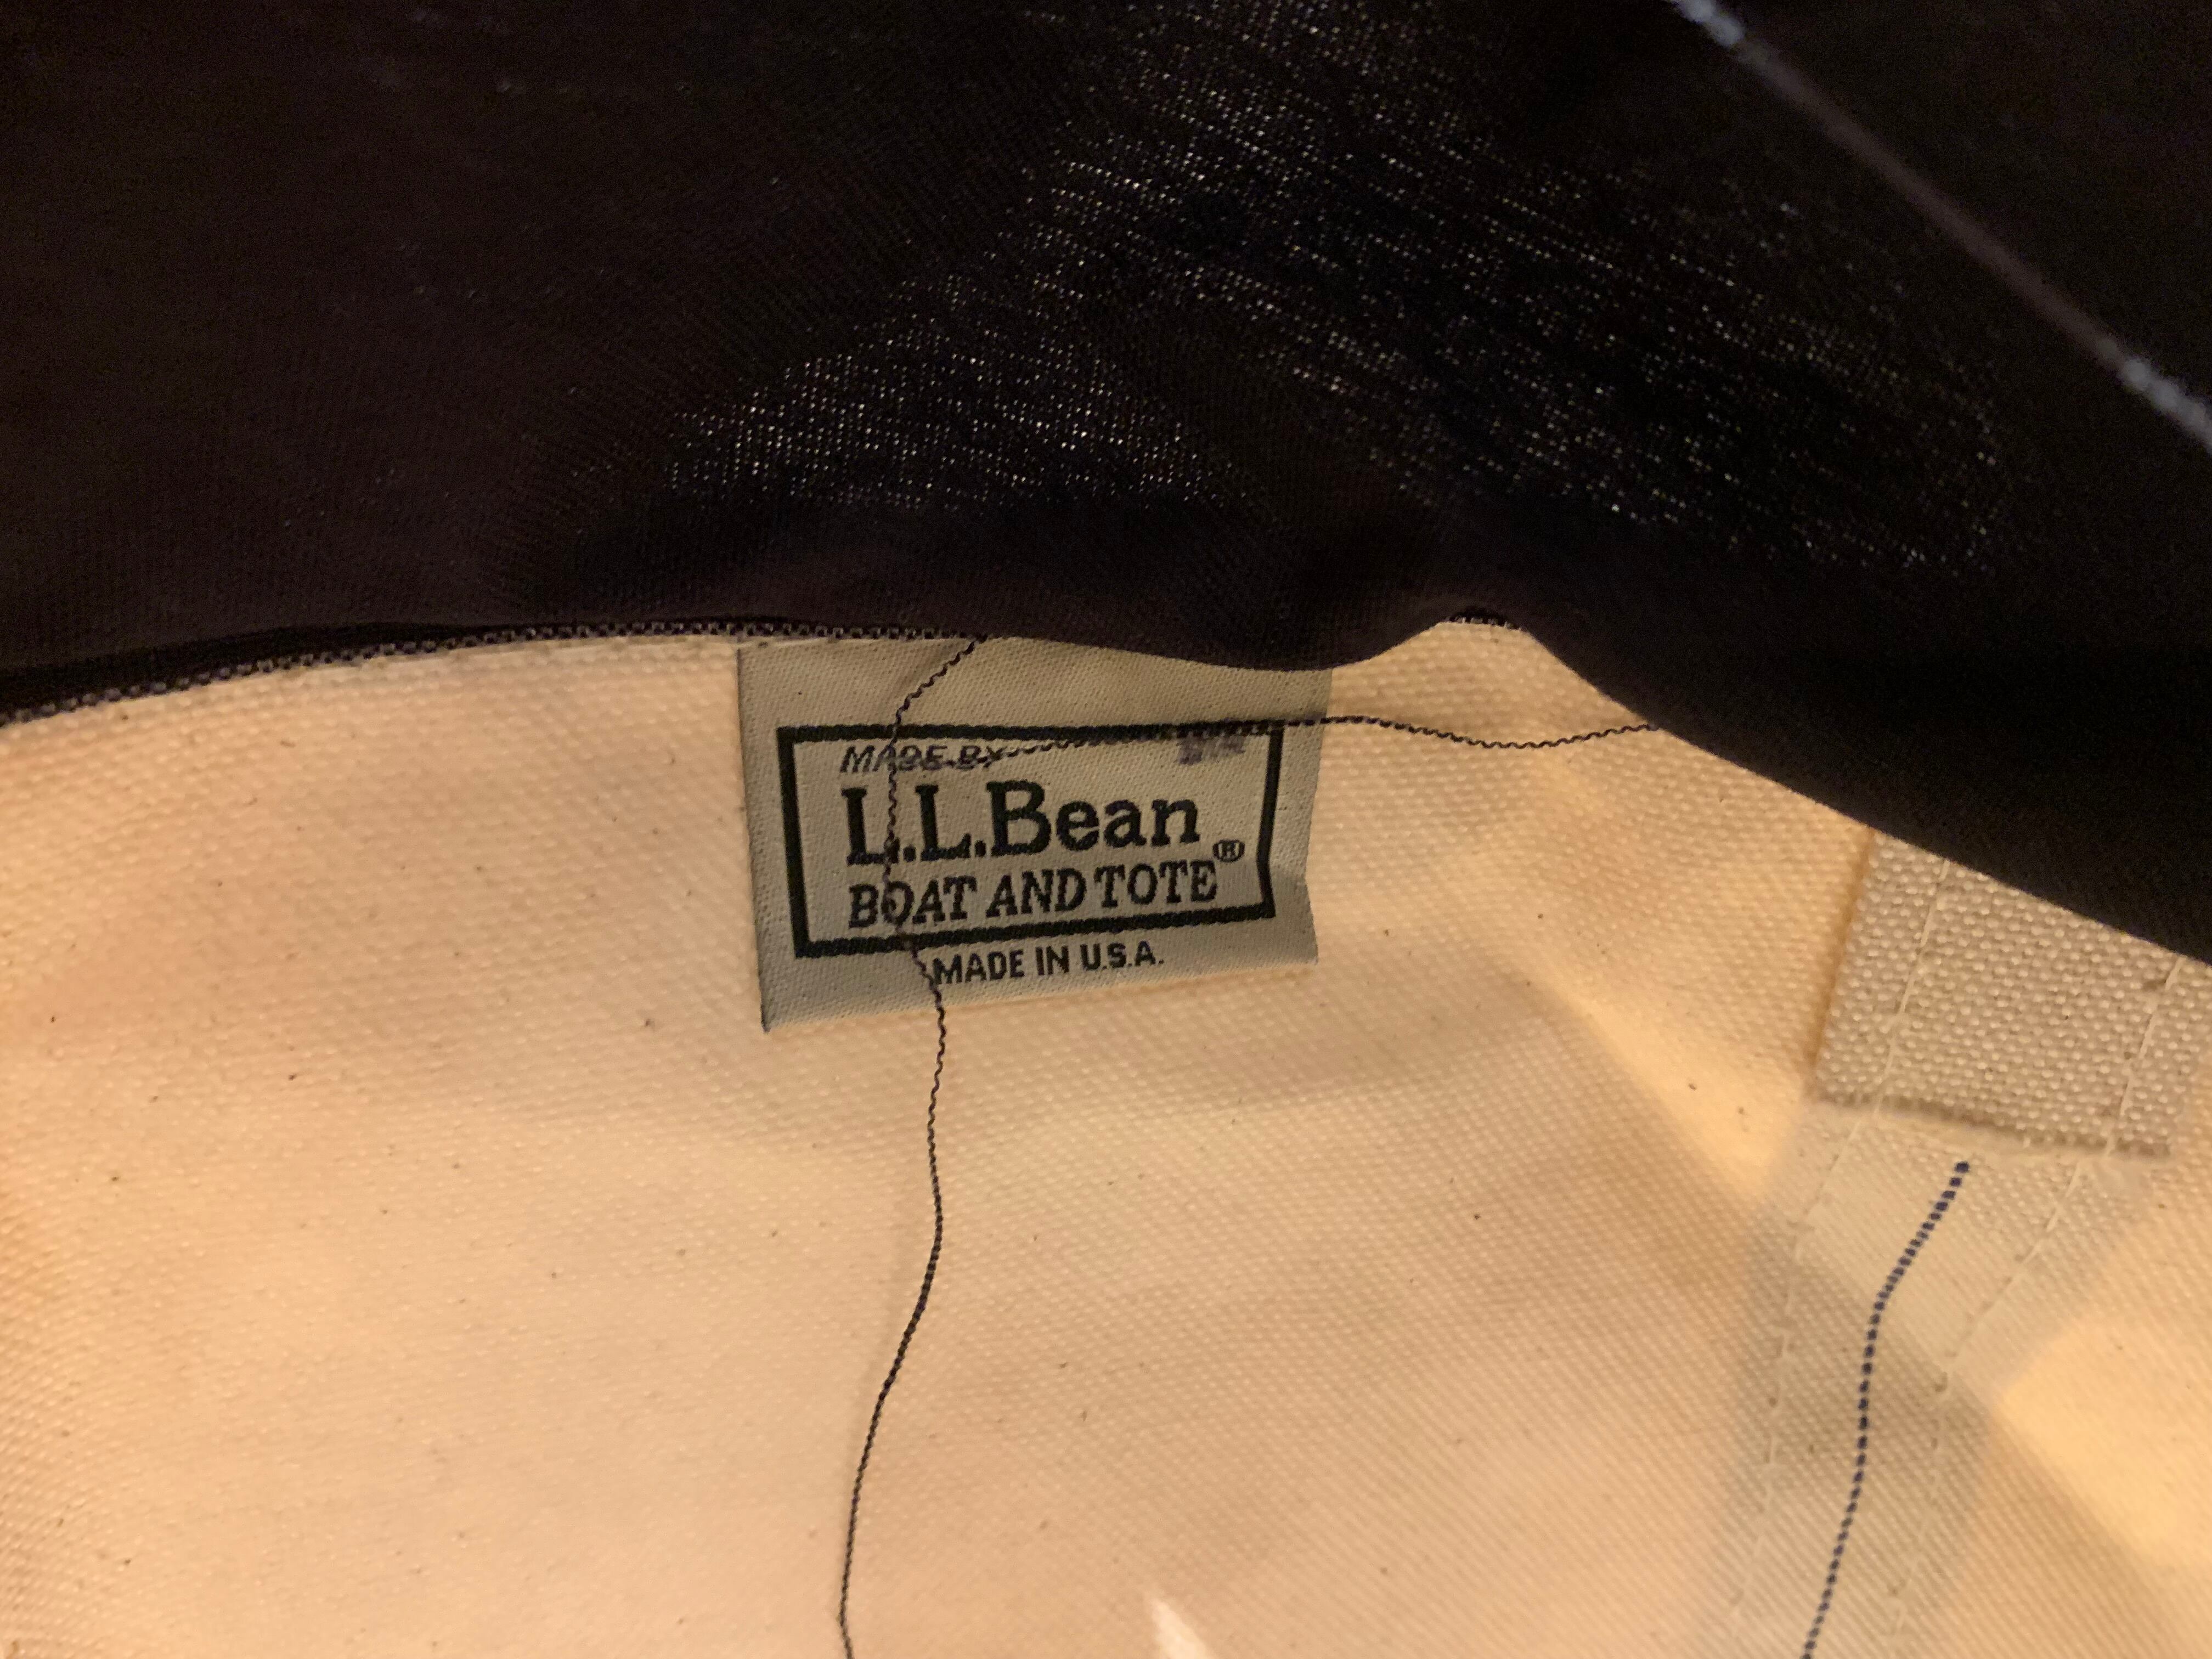 MADE BY
L.L.Bean
BOAT AND TOTE®
MADE IN U.S.A.